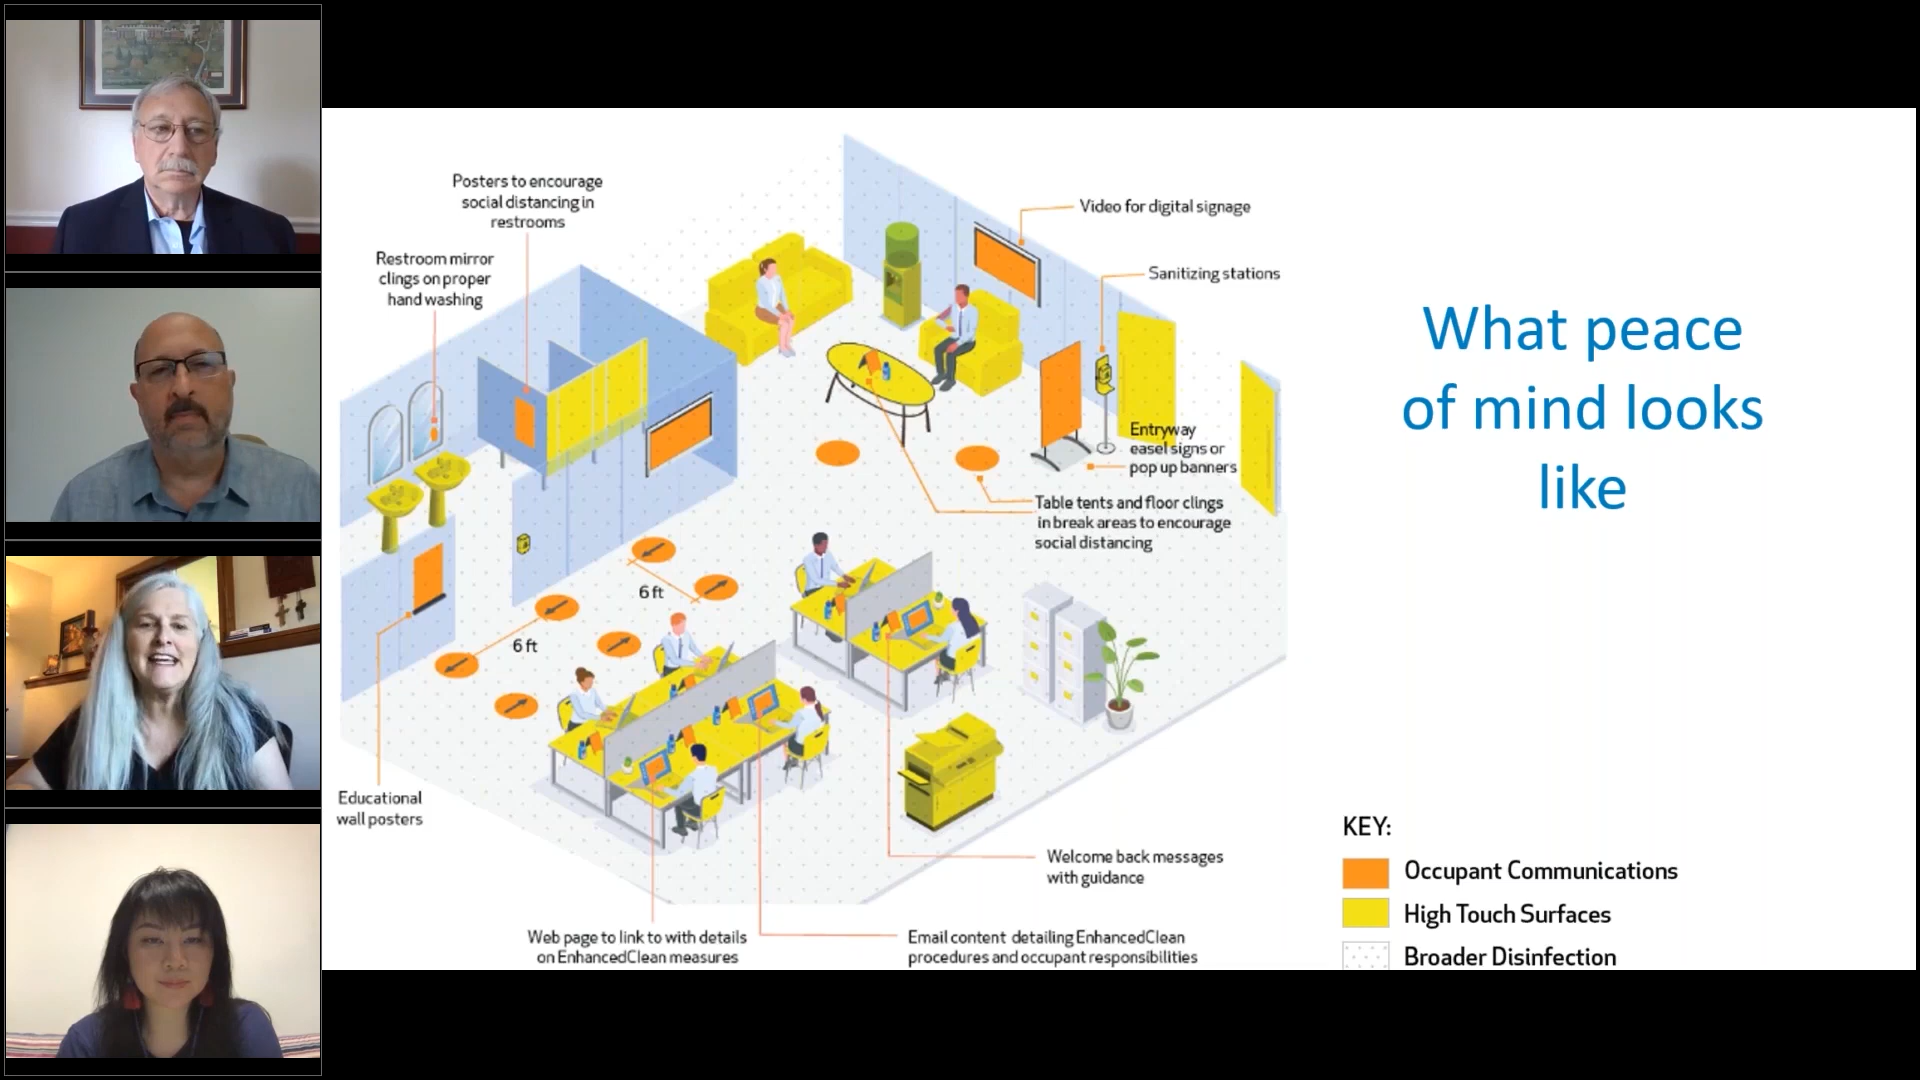 Posters to encourage
social distancing in
restrooms
Restroom mirror
clings on proper
hand washing
Video for digital signage
Sanitizing stations
Entryway
easel signs or
pop up banners
Table tents and floor clings
in break areas to encourage
social distancing
6 ft
6 ft
Educational
wall posters
Welcome back messages
with guidance
Web page to link to with details
on EnhancedClean measures
Email content detailing EnhancedClean
procedures and occupant responsibilities
What peace
of mind looks
like
KEY:
Occupant Communications
High Touch Surfaces
Broader Disinfection